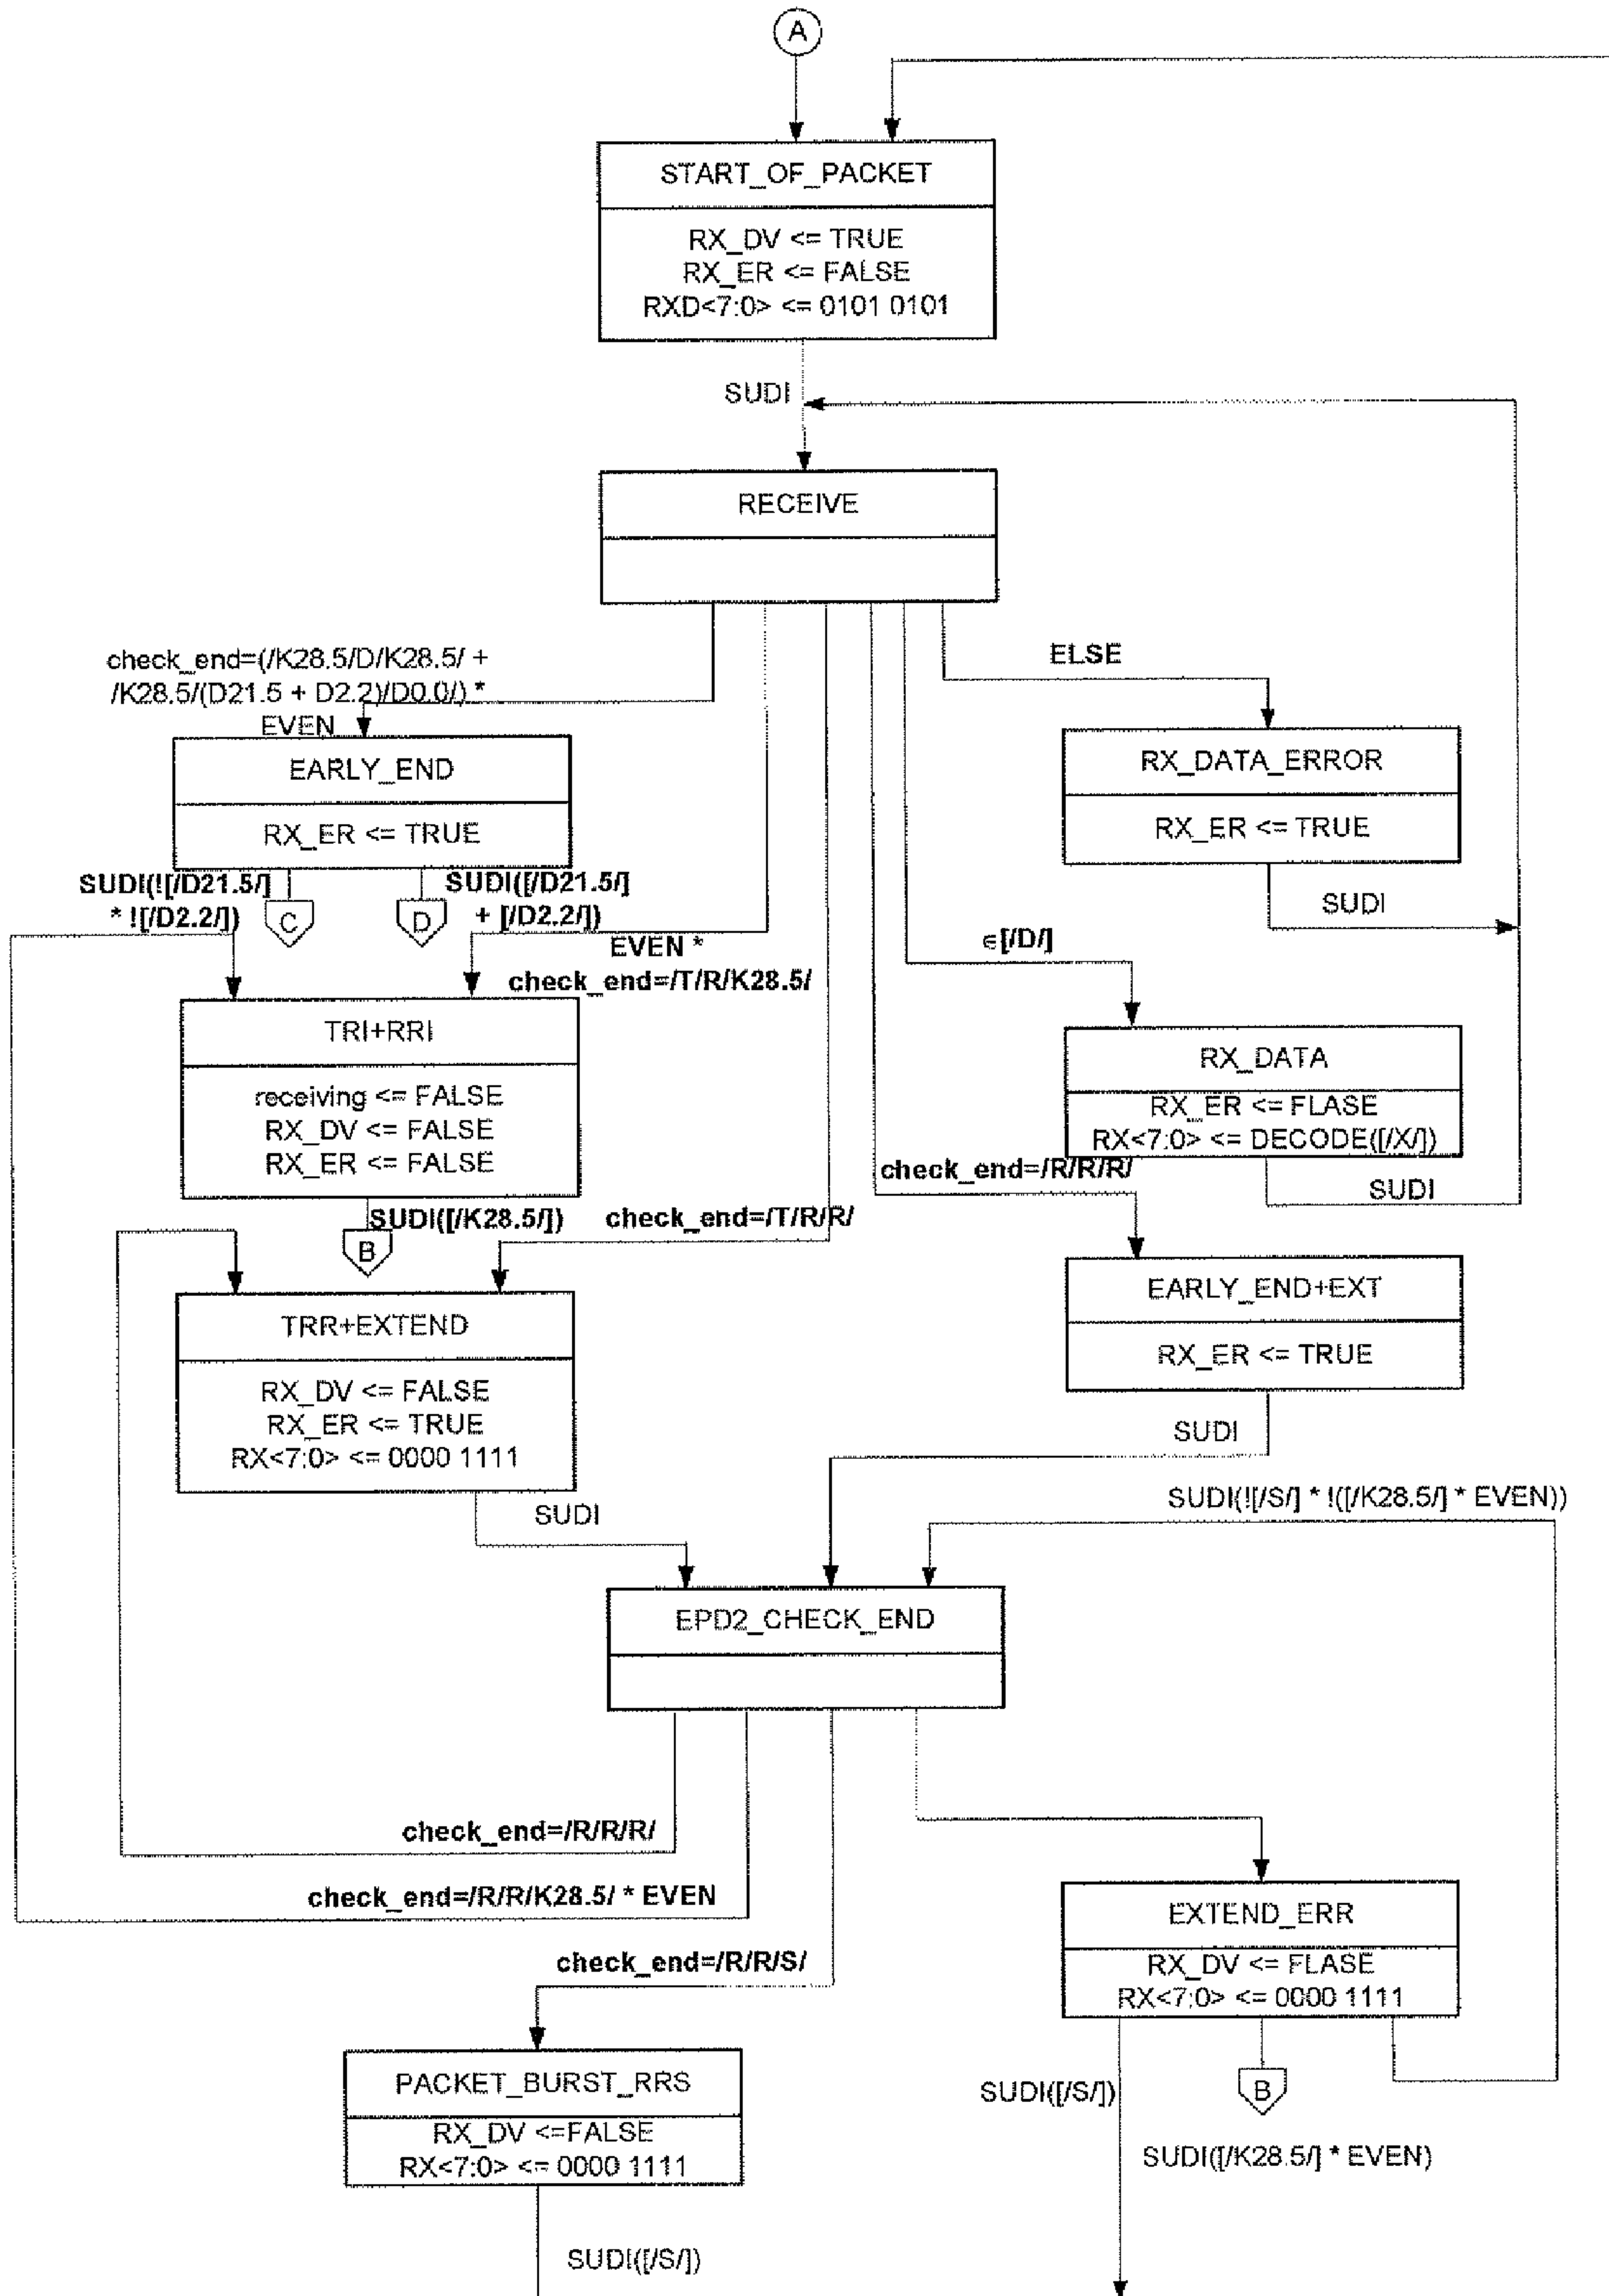 A
START_OF_PACKET
RX_DV <= TRUE
RX_ER <= FALSE
RXD<7:0> <= 0101 0101
SUDI
RECEIVE
check_end=(/K28.5/D/K28.5/ +
/K28.5/(D21.5 + D2.2)/D0.0/) *
EVEN
ELSE
EARLY_END
RX_ER <= TRUE
RX_DATA_ERROR
RX_ER <= TRUE
SUDI(![/D21.5/]
* ![/D2.2/])
C
D
SUDI([/D21.5/]
+ [/D2.2/])
SUDI
EVEN *
check_end=/T/R/K28.5/
∈[/D/]
TRI+RRI
receiving <= FALSE
RX_DV <= FALSE
RX_ER <= FALSE
RX_DATA
RX_ER <= FLASE
RX<7:0> <= DECODE([/X/])
SUDI
check_end=/R/R/R/
SUDI([/K28.5/])
B
check_end=/T/R/R/
TRR+EXTEND
RX_DV <= FALSE
RX_ER <= TRUE
RX<7:0> <= 0000 1111
SUDI
EARLY_END+EXT
RX_ER <= TRUE
SUDI
SUDI(![/S/] * !([/K28.5/] * EVEN))
EPD2_CHECK_END
check_end=/R/R/R/
check_end=/R/R/K28.5/ * EVEN
check_end=/R/R/S/
EXTEND_ERR
RX_DV <= FLASE
RX<7:0> <= 0000 1111
PACKET_BURST_RRS
RX_DV <=FALSE
RX<7:0> <= 0000 1111
SUDI([/S/])
B
SUDI([/K28.5/] * EVEN)
SUDI([/S/])